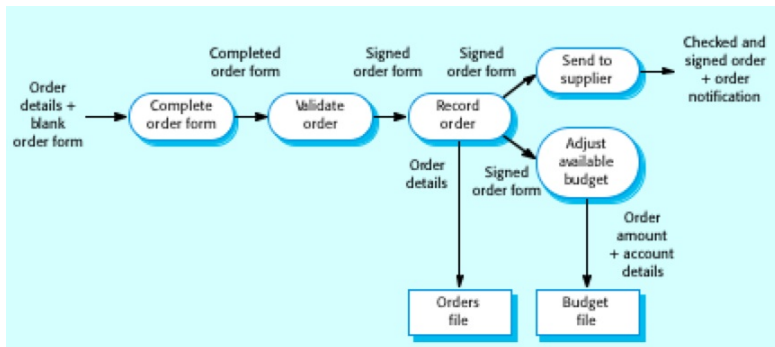 Completed
order form
Signed
order form
Signed
order form
Send to
supplier
Checked and
signed order
+ order
notification
Order
details +
blank
order form
Complete
order form
Validate
order
Record
order
Order
details
Signed
order form
Adjust
available
budget
Order
amount
+ account
details
Orders
file
Budget
file